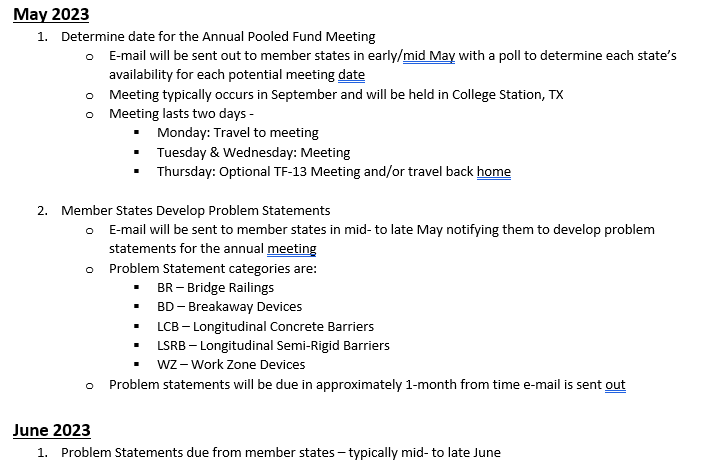 May 2023
1. Determine date for the Annual Pooled Fund Meeting
o E-mail will be sent out to member states in early/mid May with a poll to determine each state's
availability for each potential meeting date
o Meeting typically occurs in September and will be held in College Station, TX
o Meeting lasts two days -
▪ Monday: Travel to meeting
▪ Tuesday & Wednesday: Meeting
▪ Thursday: Optional TF-13 Meeting and/or travel back home
2. Member States Develop Problem Statements
o E-mail will be sent to member states in mid- to late May notifying them to develop problem
statements for the annual meeting
o Problem Statement categories are:
▪ BR – Bridge Railings
▪ BD – Breakaway Devices
▪ LCB – Longitudinal Concrete Barriers
▪ LSRB – Longitudinal Semi-Rigid Barriers
▪ WZ – Work Zone Devices
o Problem statements will be due in approximately 1-month from time e-mail is sent out
June 2023
1. Problem Statements due from member states – typically mid- to late June